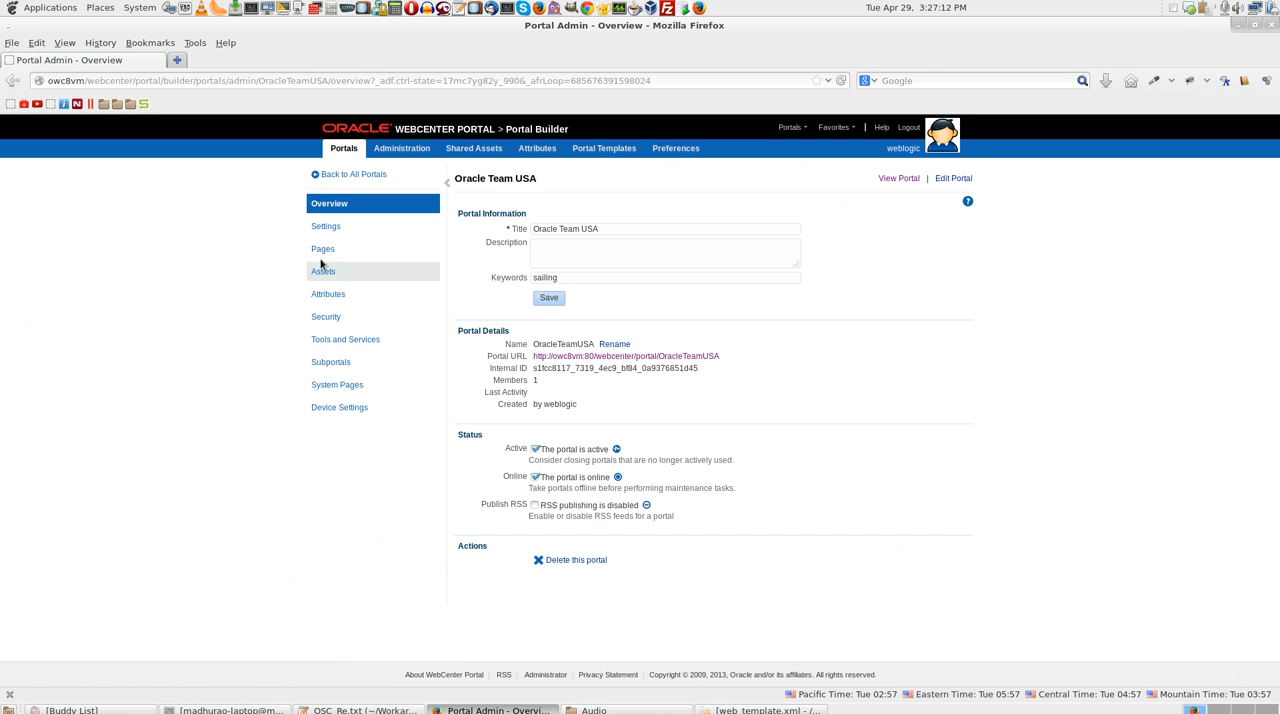 Applications Places System
Tue Apr 29, 3:27:12 PM
Portal Admin - Overview - Mozilla Firefox
File Edit View History Bookmarks Tools Help
Portal Admin - Overview
owc8vm/webcenter/portal/builder/portals/admin/OracleTeamUSA/overview?_adf.ctrl-state=17mc7yg82y_990&_afrLoop=685676391598024
Google
ORACLE WEBCENTER PORTAL > Portal Builder
Portals Favorites | Help Logout
Portals Administration Shared Assets Attributes Portal Templates Preferences
weblogic
Back to All Portals
Overview
Settings
Pages
Assets
Attributes
Security
Tools and Services
Subportals
System Pages
Device Settings
Oracle Team USA
View Portal | Edit Portal
Portal Information
* Title Oracle Team USA
Description
Keywords sailing
Save
Portal Details
Name OracleTeamUSA Rename
Portal URL http://owc8vm:80/webcenter/portal/OracleTeamUSA
Internal ID s1fcc8117_7319_4ec9_bf84_0a9376851d45
Members 1
Last Activity
Created by weblogic
Status
Active The portal is active
Consider closing portals that are no longer actively used.
Online The portal is online
Take portals offline before performing maintenance tasks.
Publish RSS RSS publishing is disabled
Enable or disable RSS feeds for a portal
Actions
Delete this portal
About WebCenter Portal RSS Administrator Privacy Statement Copyright © 2009, 2013, Oracle and/or its affiliates. All rights reserved.
Pacific Time: Tue 02:57 Eastern Time: Tue 05:57 Central Time: Tue 04:57 Mountain Time: Tue 03:57
[Buddy List] [madhurao-laptop@m... OSC_Re.txt (~/Workar... Portal Admin - Overvi... Audio [web_template.xml] - /...